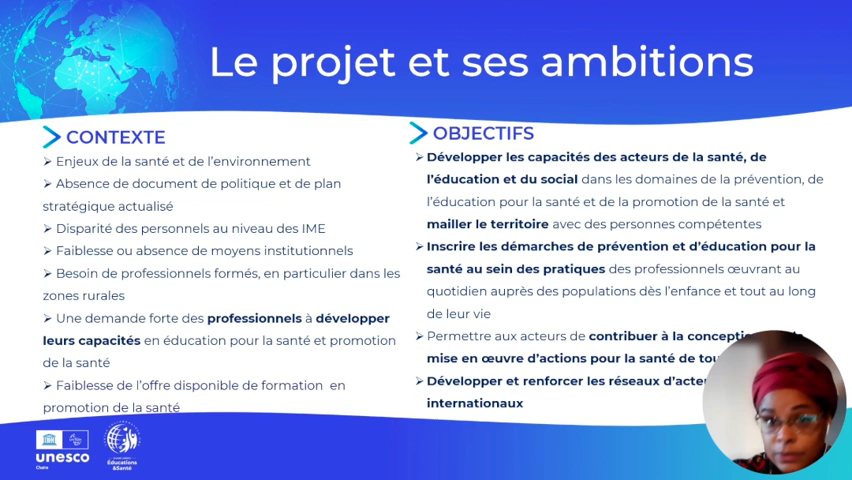 Le projet et ses ambitions
CONTEXTE
Enjeux de la santé et de l'environnement
Absence de document de politique et de plan
stratégique actualisé
Disparité des personnels au niveau des IME
Faiblesse ou absence de moyens institutionnels
Besoin de professionnels formés, en particulier dans les
zones rurales
Une demande forte des professionnels à développer
leurs capacités en éducation pour la santé et promotion
de la santé
Faiblesse de l'offre disponible de formation en
promotion de la santé
OBJECTIFS
Développer les capacités des acteurs de la santé, de
l'éducation et du social dans les domaines de la prévention, de
l'éducation pour la santé et de la promotion de la santé et
mailler le territoire avec des personnes compétentes
Inscrire les démarches de prévention et d'éducation pour la
santé au sein des pratiques des professionnels œuvrant au
quotidien auprès des populations dès l'enfance et tout au long
de leur vie
Permettre aux acteurs de contribuer à la
mise en œuvre d'actions pour la santé de
Développer et renforcer les réseaux
internationaux
unesco
Chaire
Éducations
&Santé